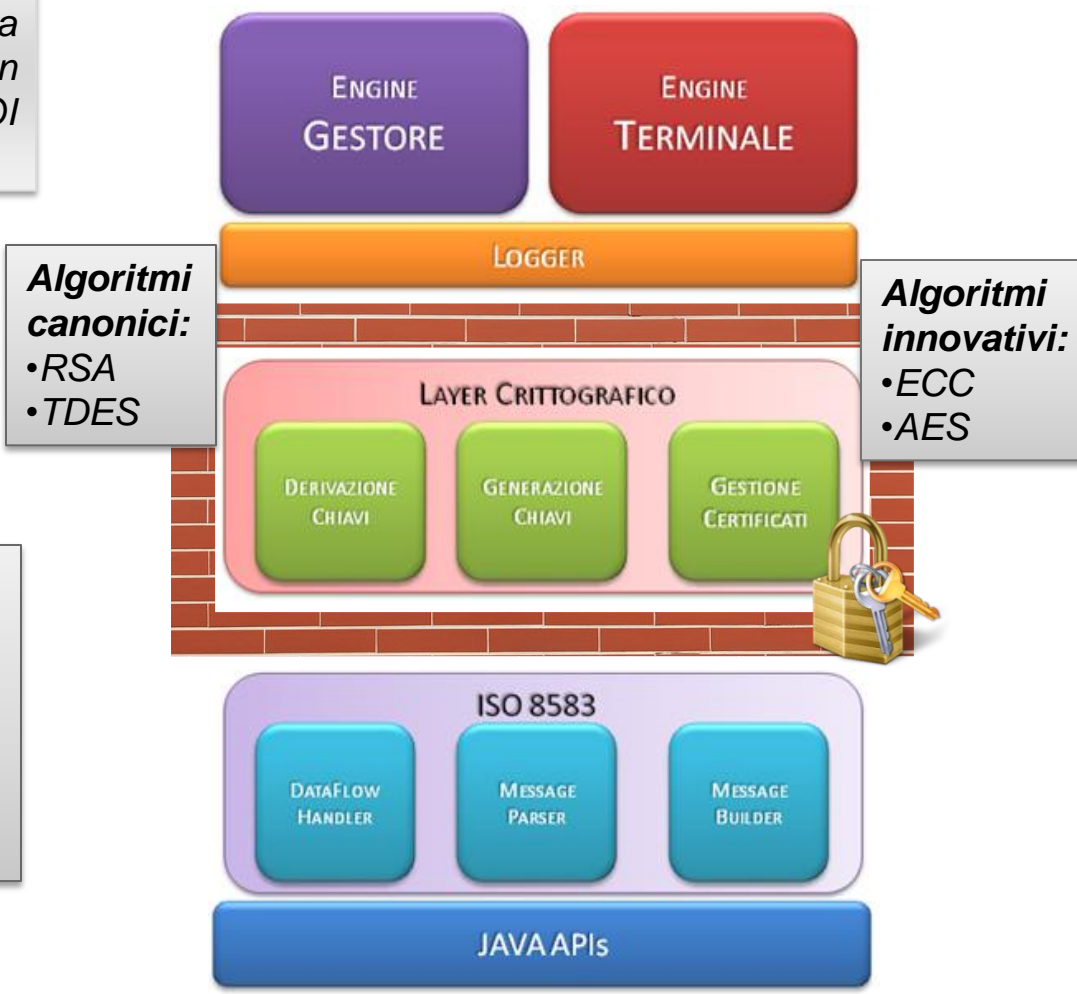 a
n
DI
ENGINE
GESTORE
ENGINE
TERMINALE
LOGGER
Algoritmi
canonici:
•RSA
•TDES
Algoritmi
innovativi:
•ECC
•AES
LAYER CRITTOGRAFICO
DERIVAZIONE
CHIAVI
GENERAZIONE
CHIAVI
GESTIONE
CERTIFICATI
ISO 8583
DATAFLOW
HANDLER
MESSAGE
PARSER
MESSAGE
BUILDER
JAVA APIs